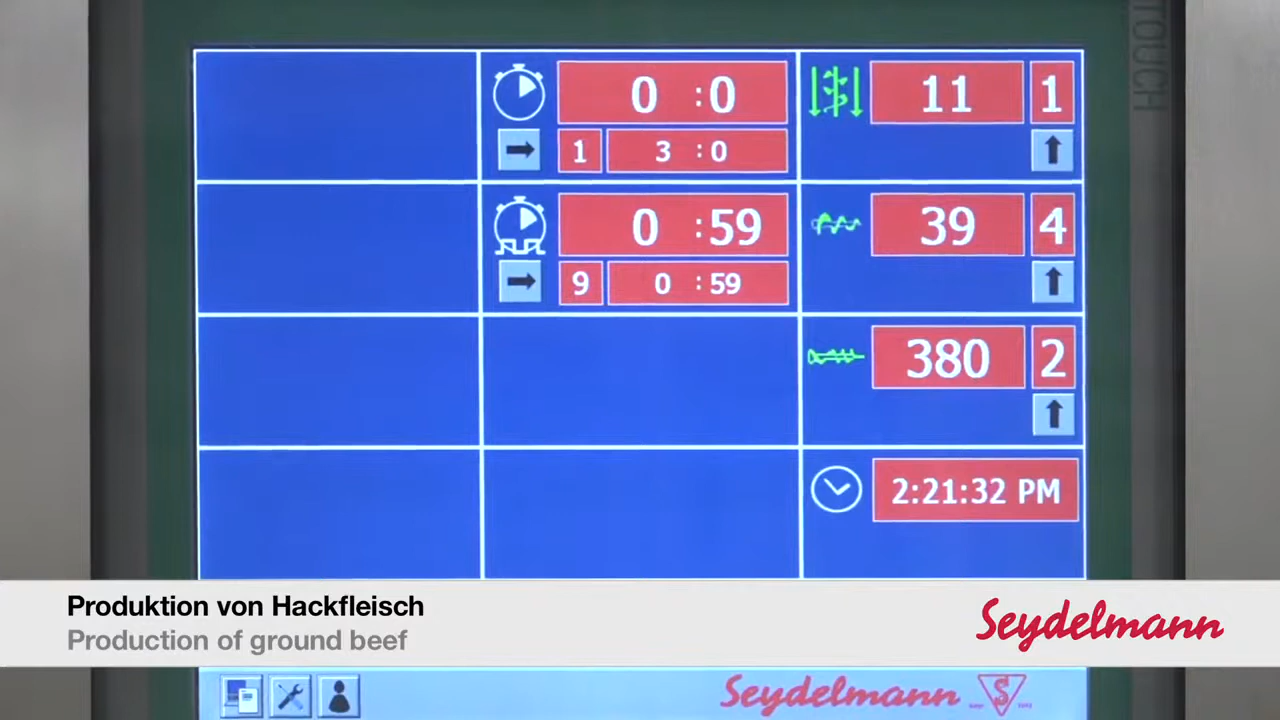 TOUCH
0 :0
11
1
1
3 :0
0 :59
39
4
9
0 :59
380
2
2:21:32 PM
Produktion von Hackfleisch
Production of ground beef
Seydelmann
Seydelmann
S